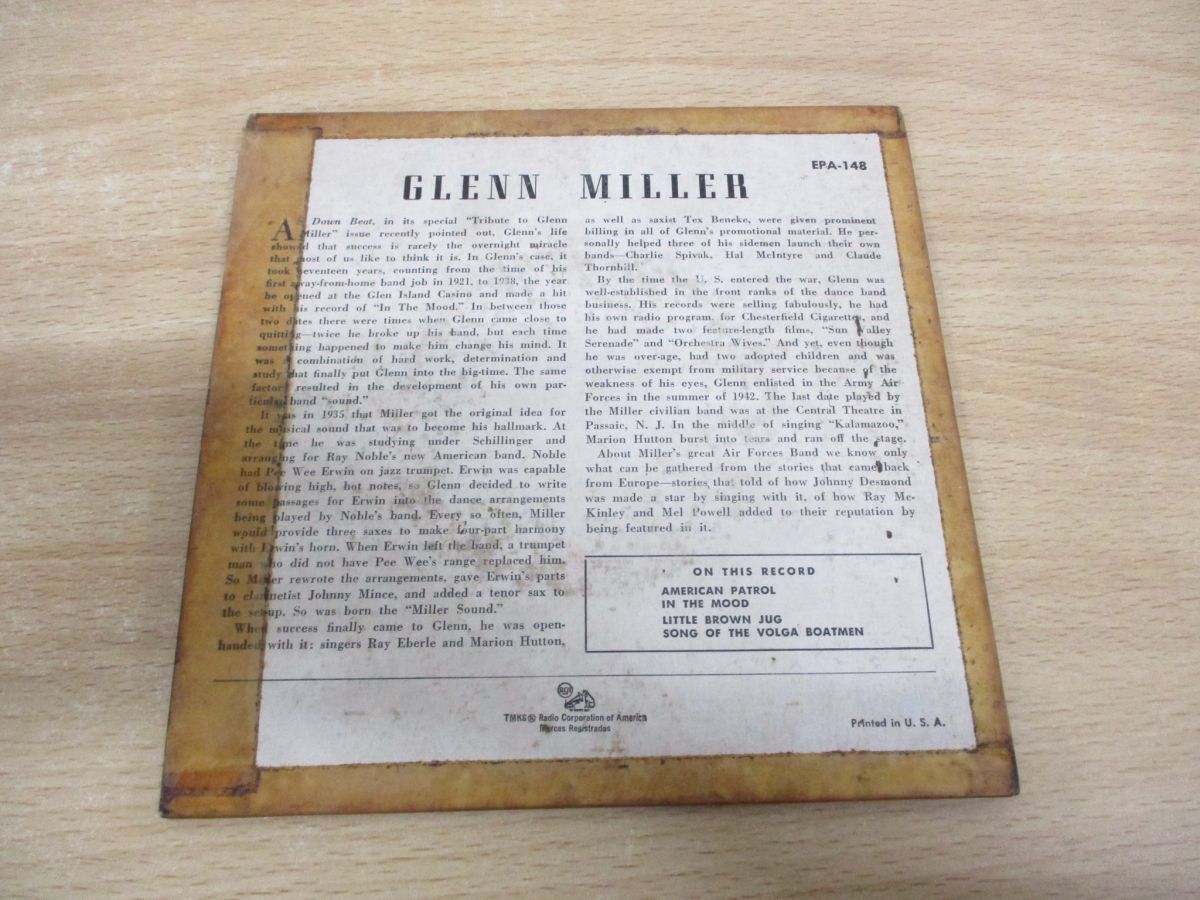 EPA-148
GLENN MILLER
AS Down Beat, in its special "Tribute to Glenn
Miller" issue recently pointed out, Glenn's life
showed that success is rarely the overnight miracle
that most of us like to think it is. In Glenn's case, it
took seventeen years, counting from the time of his
first away-from-home band job in 1921, to 1938, the year
he opened at the Glen Island Casino and made a hit
with his record of "In The Mood." In between those
two dates there were times when Glenn came close to
quitting—twice he broke up his band, but each time
something happened to make him change his mind. It
was a combination of hard work, determination and
study that finally put Glenn into the big-time. The same
factors resulted in the development of his own par-
ticular band "sound."
It was in 1935 that Miller got the original idea for
the musical sound that was to become his hallmark. At
the time he was studying under Schillinger and
arranging for Ray Noble's new American band. Noble
had Pee Wee Erwin on jazz trumpet. Erwin was capable
of blowing high, hot notes, so Glenn decided to write
some passages for Erwin into the dance arrangements
being played by Noble's band. Every so often, Miller
would provide three saxes to make four-part harmony
with Erwin's horn. When Erwin left the band, a trumpet
man who did not have Pee Wee's range replaced him.
So Miller rewrote the arrangements, gave Erwin's parts
to clarinetist Johnny Mince, and added a tenor sax to
the set-up. So was born the "Miller Sound."
When success finally came to Glenn, he was open-
handed with it: singers Ray Eberle and Marion Hutton,
as well as saxist Tex Beneke, were given prominent
billing in all of Glenn's promotional material. He per-
sonally helped three of his sidemen launch their own
bands—Charlie Spivak, Hal McIntyre and Claude
Thornhill.
By the time the U. S. entered the war, Glenn was
well-established in the front ranks of the dance band
business. His records were selling fabulously, he had
his own radio program, for Chesterfield Cigarettes, and
he had made two feature-length films, "Sun Valley
Serenade" and "Orchestra Wives." And yet, even though
he was over-age, had two adopted children and was
otherwise exempt from military service because of the
weakness of his eyes, Glenn enlisted in the Army Air
Forces in the summer of 1942. The last date played by
the Miller civilian band was at the Central Theatre in
Passaic, N. J. In the middle of singing "Kalamazoo,"
Marion Hutton burst into tears and ran off the stage.
About Miller's great Air Forces Band we know only
what can be gathered from the stories that came back
from Europe—stories that told of how Johnny Desmond
was made a star by singing with it, of how Ray Mc-
Kinley and Mel Powell added to their reputation by
being featured in it.
ON THIS RECORD
AMERICAN PATROL
IN THE MOOD
LITTLE BROWN JUG
SONG OF THE VOLGA BOATMEN
RCA
TMKS® Radio Corporation of America
Marcas Registradas
Printed in U. S. A.